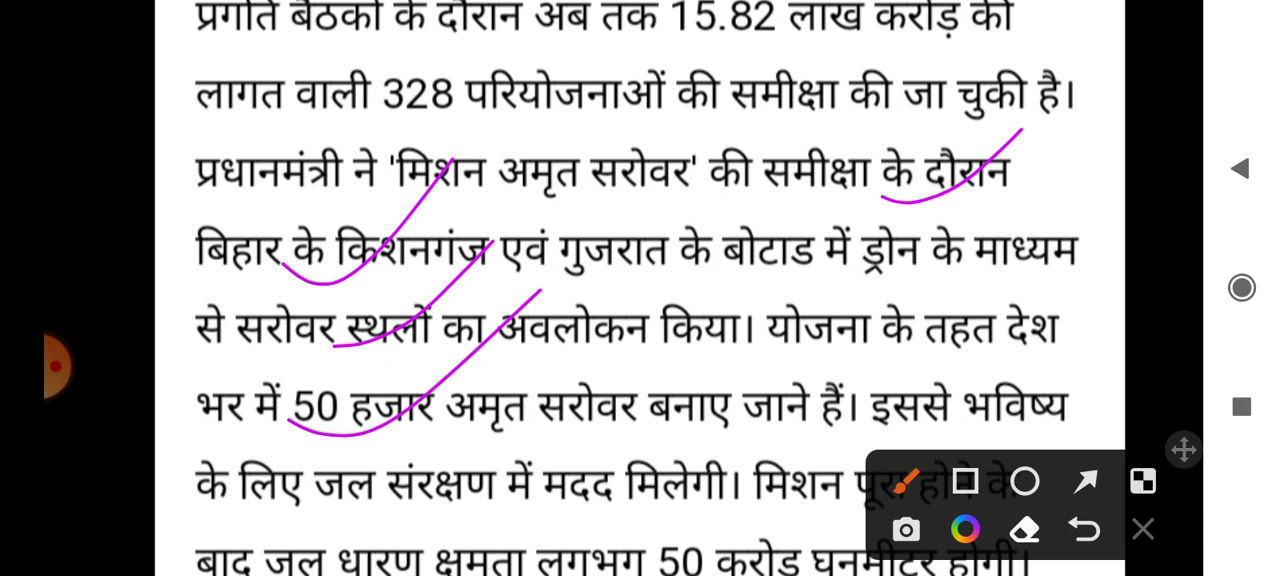 प्रगति बैठकों के दौरान अब तक 15.82 लाख करोड़ की
लागत वाली 328 परियोजनाओं की समीक्षा की जा चुकी है।
प्रधानमंत्री ने 'मिशन अमृत सरोवर' की समीक्षा के दौरान
बिहार के किशनगंज एवं गुजरात के बोटाड में ड्रोन के माध्यम
से सरोवर स्थलों का अवलोकन किया। योजना के तहत देश
भर में 50 हजार अमृत सरोवर बनाए जाने हैं। इससे भविष्य
के लिए जल संरक्षण में मदद मिलेगी। मिशन पूरा होने के
बाद जल धारण क्षमता लगभग 50 करोड़ घनमीटर होगी।